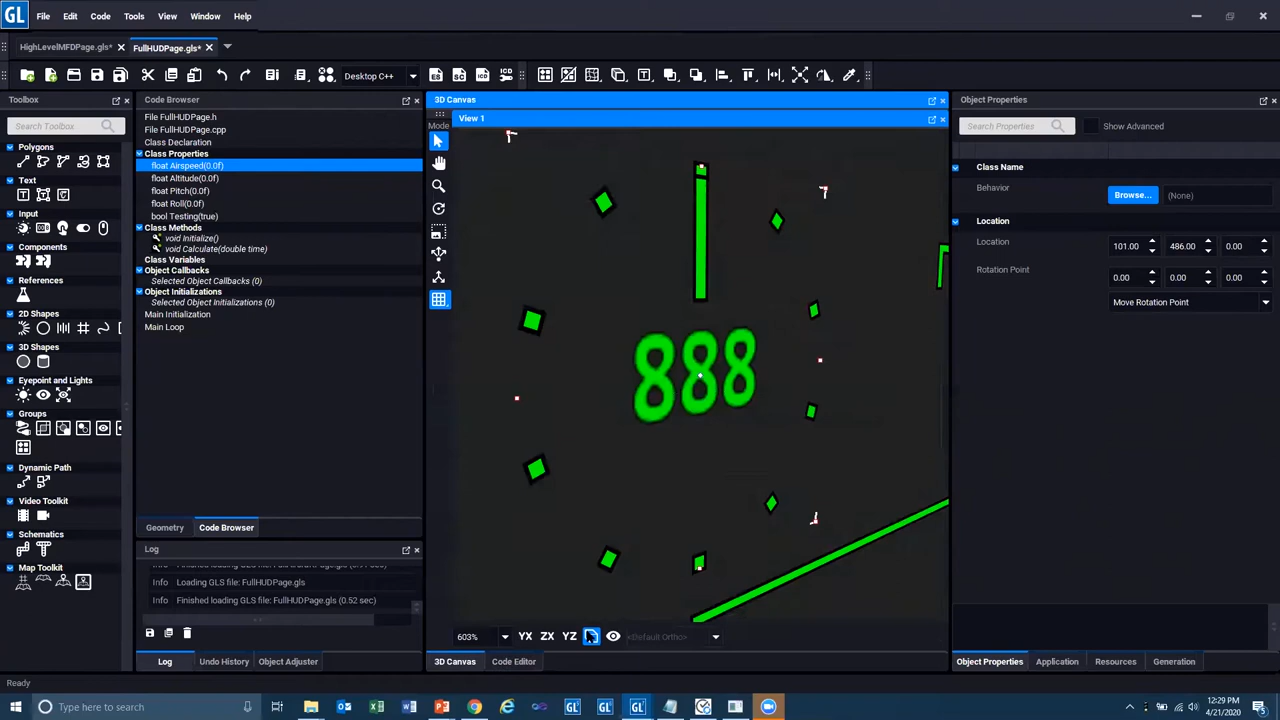 GL File Edit Code Tools View Window Help
HighLevelMFDPage.gls* FullHUDPage.gls*
Desktop C++ ES SC ICD ICD
Toolbox
Search Toolbox
Polygons
Text
Input
Components
References
2D Shapes
3D Shapes
Eyepoint and Lights
Groups
Dynamic Path
Video Toolkit
Schematics
Map Toolkit
Code Browser
File FullHUDPage.h
File FullHUDPage.cpp
Class Declaration
Class Properties
float Airspeed(0.0f)
float Altitude(0.0f)
float Pitch(0.0f)
float Roll(0.0f)
bool Testing(true)
Class Methods
void Initialize()
void Calculate(double time)
Class Variables
Object Callbacks
Selected Object Callbacks (0)
Object Initializations
Selected Object Initializations (0)
Main Initialization
Main Loop
Geometry Code Browser
Log
Info Loading GLS file: FullHUDPage.gls
Info Finished loading GLS file: FullHUDPage.gls (0.52 sec)
Log Undo History Object Adjuster
3D Canvas
Mode View 1
888
603% YX ZX YZ <Default Ortho>
3D Canvas Code Editor
Object Properties
Search Properties Show Advanced
Class Name
Behavior Browse... (None)
Location
Location 101.00 486.00 0.00
Rotation Point 0.00 0.00 0.00
Move Rotation Point
Object Properties Application Resources Generation
Ready
Type here to search
12:29 PM
4/21/2020